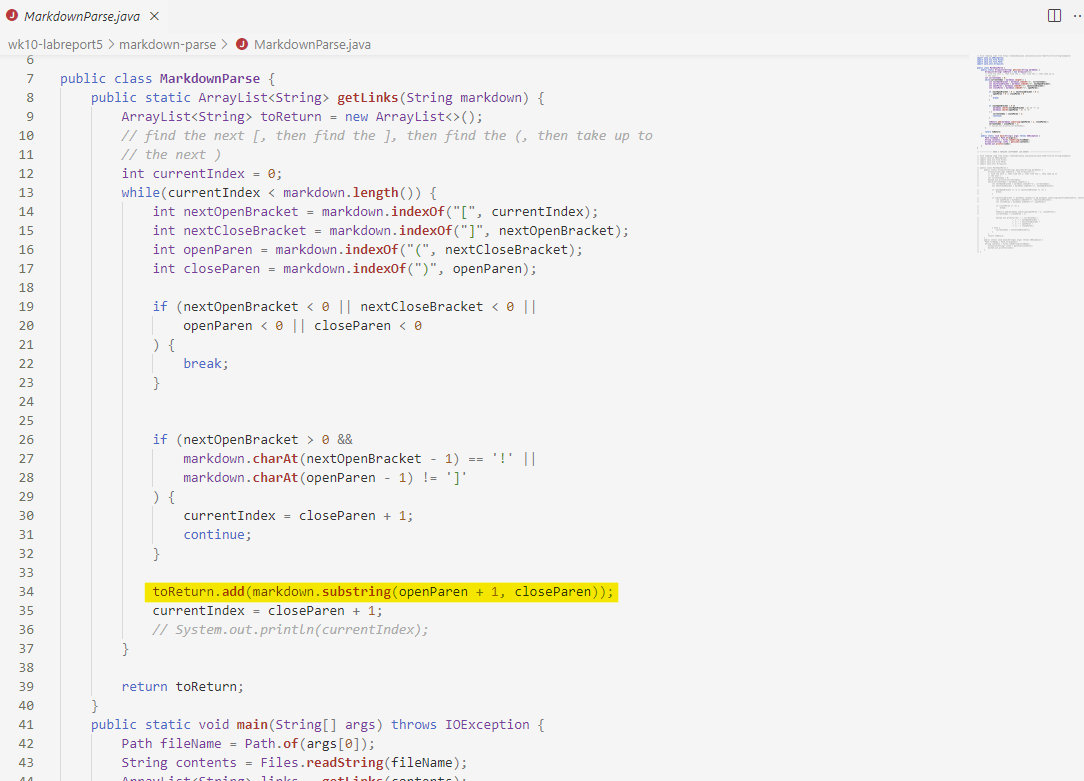 MarkdownParse.java
wk10-labreport5 > markdown-parse > MarkdownParse.java
6
7 public class MarkdownParse {
8 public static ArrayList<String> getLinks(String markdown) {
9 ArrayList<String> toReturn = new ArrayList<>();
10 // find the next [, then find the ], then find the (, then take up to
11 // the next )
12 int currentIndex = 0;
13 while(currentIndex < markdown.length()) {
14 int nextOpenBracket = markdown.indexOf("[", currentIndex);
15 int nextCloseBracket = markdown.indexOf("]", nextOpenBracket);
16 int openParen = markdown.indexOf("(", nextCloseBracket);
17 int closeParen = markdown.indexOf(")", openParen);
18
19 if (nextOpenBracket < 0 || nextCloseBracket < 0 ||
20 openParen < 0 || closeParen < 0
21 ) {
22 break;
23 }
24
25
26 if (nextOpenBracket > 0 &&
27 markdown.charAt(nextOpenBracket - 1) == '!' ||
28 markdown.charAt(openParen - 1) != ']'
29 ) {
30 currentIndex = closeParen + 1;
31 continue;
32 }
33
34 toReturn.add(markdown.substring(openParen + 1, closeParen));
35 currentIndex = closeParen + 1;
36 // System.out.println(currentIndex);
37 }
38
39 return toReturn;
40 }
41 public static void main(String[] args) throws IOException {
42 Path fileName = Path.of(args[0]);
43 String contents = Files.readString(fileName);
44 ArrayList<String> links = getLinks(contents);